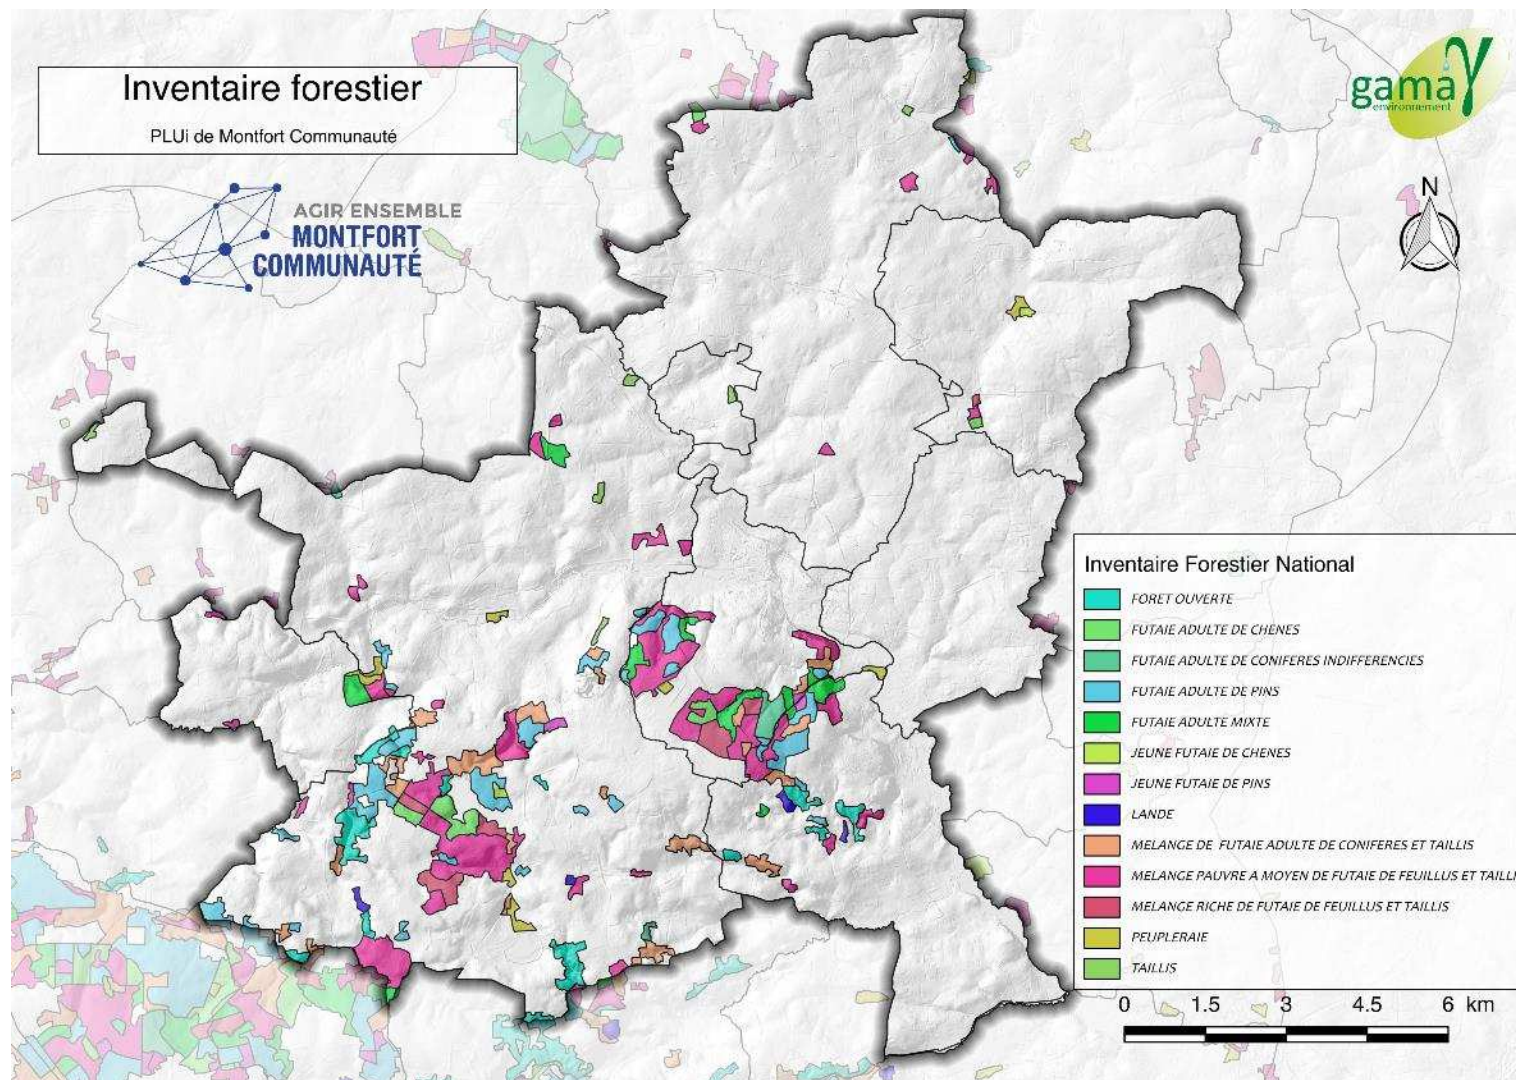 Inventaire forestier
PLUi de Montfort Communauté
AGIR ENSEMBLE
MONTFORT
COMMUNAUTÉ
gama
environnement
N
Inventaire Forestier National
FORET OUVERTE
FUTAIE ADULTE DE CHENES
FUTAIE ADULTE DE CONIFERES INDIFFERENCIES
FUTAIE ADULTE DE PINS
FUTAIE ADULTE MIXTE
JEUNE FUTAIE DE CHENES
JEUNE FUTAIE DE PINS
LANDE
MELANGE DE FUTAIE ADULTE DE CONIFERES ET TAILLIS
MELANGE PAUVRE A MOYEN DE FUTAIE DE FEUILLUS ET TAILLI
MELANGE RICHE DE FUTAIE DE FEUILLUS ET TAILLIS
PEUPLERAIE
TAILLIS
0 1.5 3 4.5 6 km